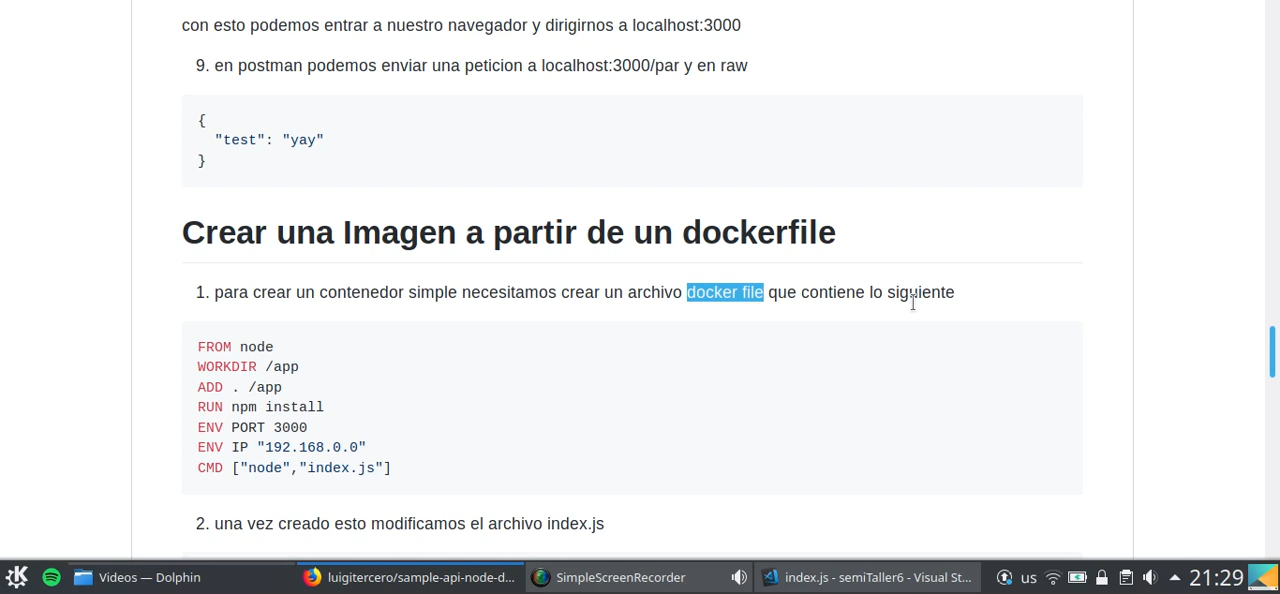 con esto podemos entrar a nuestro navegador y dirigirnos a localhost:3000
9. en postman podemos enviar una peticion a localhost:3000/par y en raw
{
"test": "yay"
}
Crear una Imagen a partir de un dockerfile
1. para crear un contenedor simple necesitamos crear un archivo docker file que contiene lo siguiente
FROM node
WORKDIR /app
ADD . /app
RUN npm install
ENV PORT 3000
ENV IP "192.168.0.0"
CMD ["node","index.js"]
2. una vez creado esto modificamos el archivo index.js
Videos — Dolphin
luigitercero/sample-api-node-d...
SimpleScreenRecorder
index.js - semiTaller6 - Visual St...
us
21:29